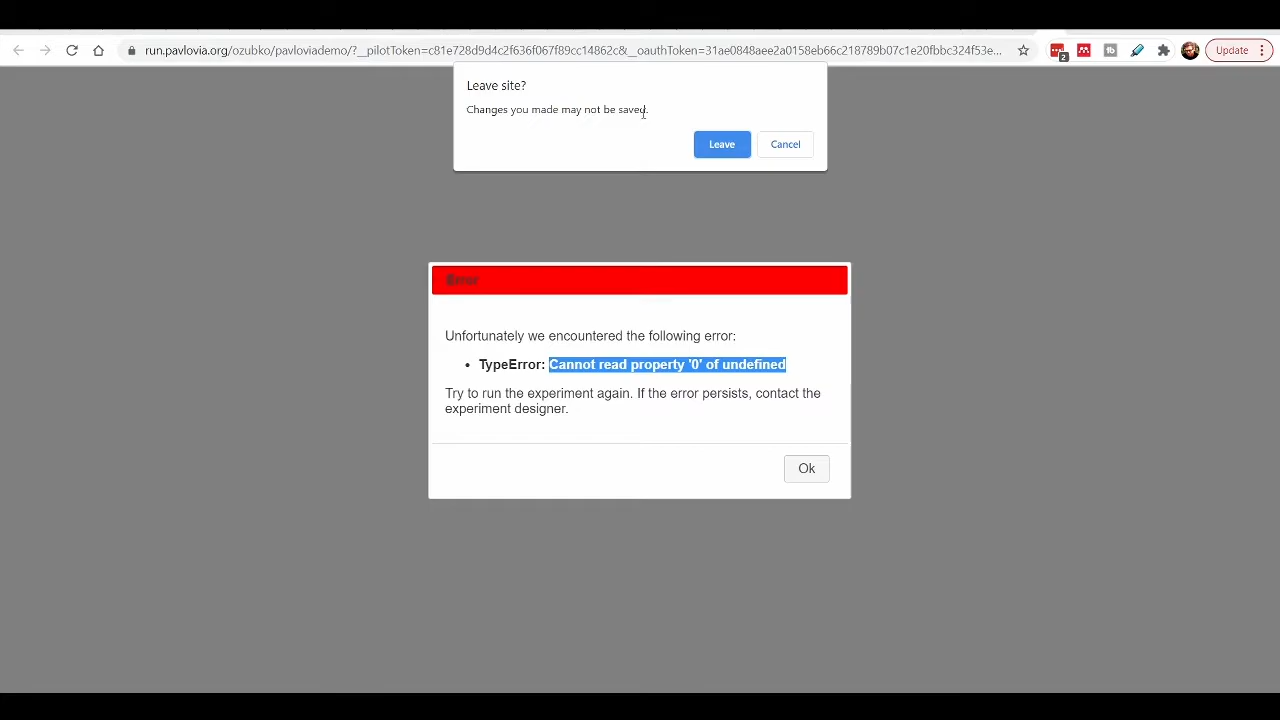 run.pavlovia.org/ozubko/pavloviademo/?__pilotToken=c81e728d9d4c2f636f067f89cc14862c&__oauthToken=31ae0848aee2a0158eb66c218789b07c1e20fbbc324f53e...
2
Update
Leave site?
Changes you made may not be saved.
Leave
Cancel
Error
Unfortunately we encountered the following error:
• TypeError: Cannot read property '0' of undefined
Try to run the experiment again. If the error persists, contact the
experiment designer.
Ok